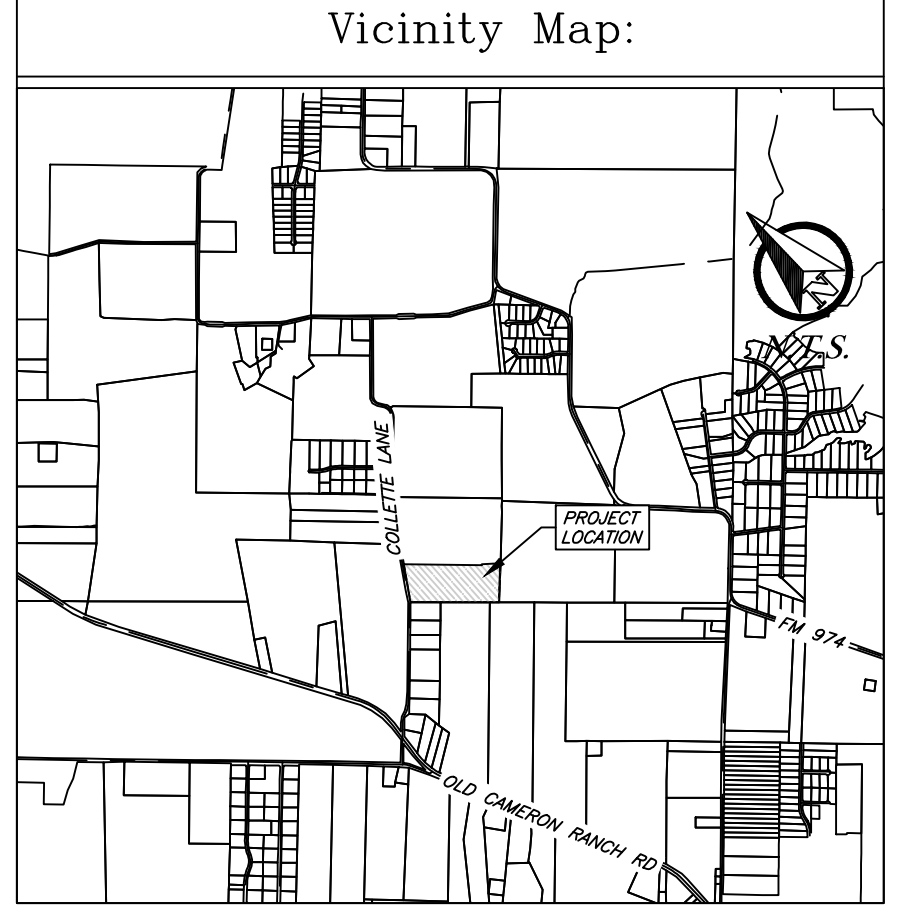 Vicinity Map:
N
N.T.S.
COLLETTE LANE
PROJECT
LOCATION
FM 974
OLD CAMERON RANCH RD